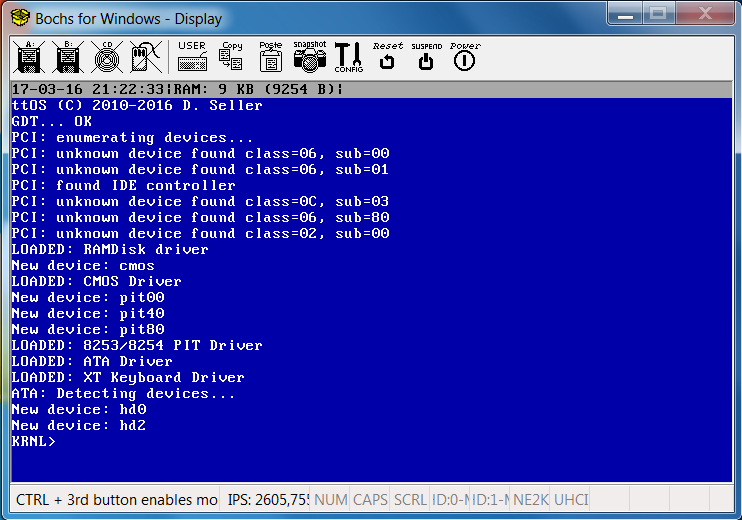 Bochs for Windows - Display
A: B: CD USER Copy Poste snapshot CONFIG Reset SUSPEND Power
17-03-16 21:22:33¦RAM: 9 KB (9254 B)¦
ttOS (C) 2010-2016 D. Seller
GDT... OK
PCI: enumerating devices...
PCI: unknown device found class=06, sub=00
PCI: unknown device found class=06, sub=01
PCI: found IDE controller
PCI: unknown device found class=0C, sub=03
PCI: unknown device found class=06, sub=80
PCI: unknown device found class=02, sub=00
LOADED: RAMDisk driver
New device: cmos
LOADED: CMOS Driver
New device: pit00
New device: pit40
New device: pit80
LOADED: 8253/8254 PIT Driver
LOADED: ATA Driver
LOADED: XT Keyboard Driver
ATA: Detecting devices...
New device: hd0
New device: hd2
KRNL>
CTRL + 3rd button enables mo IPS: 2605,755 NUM CAPS SCRL ID:0-M ID:1-M NE2K UHCI